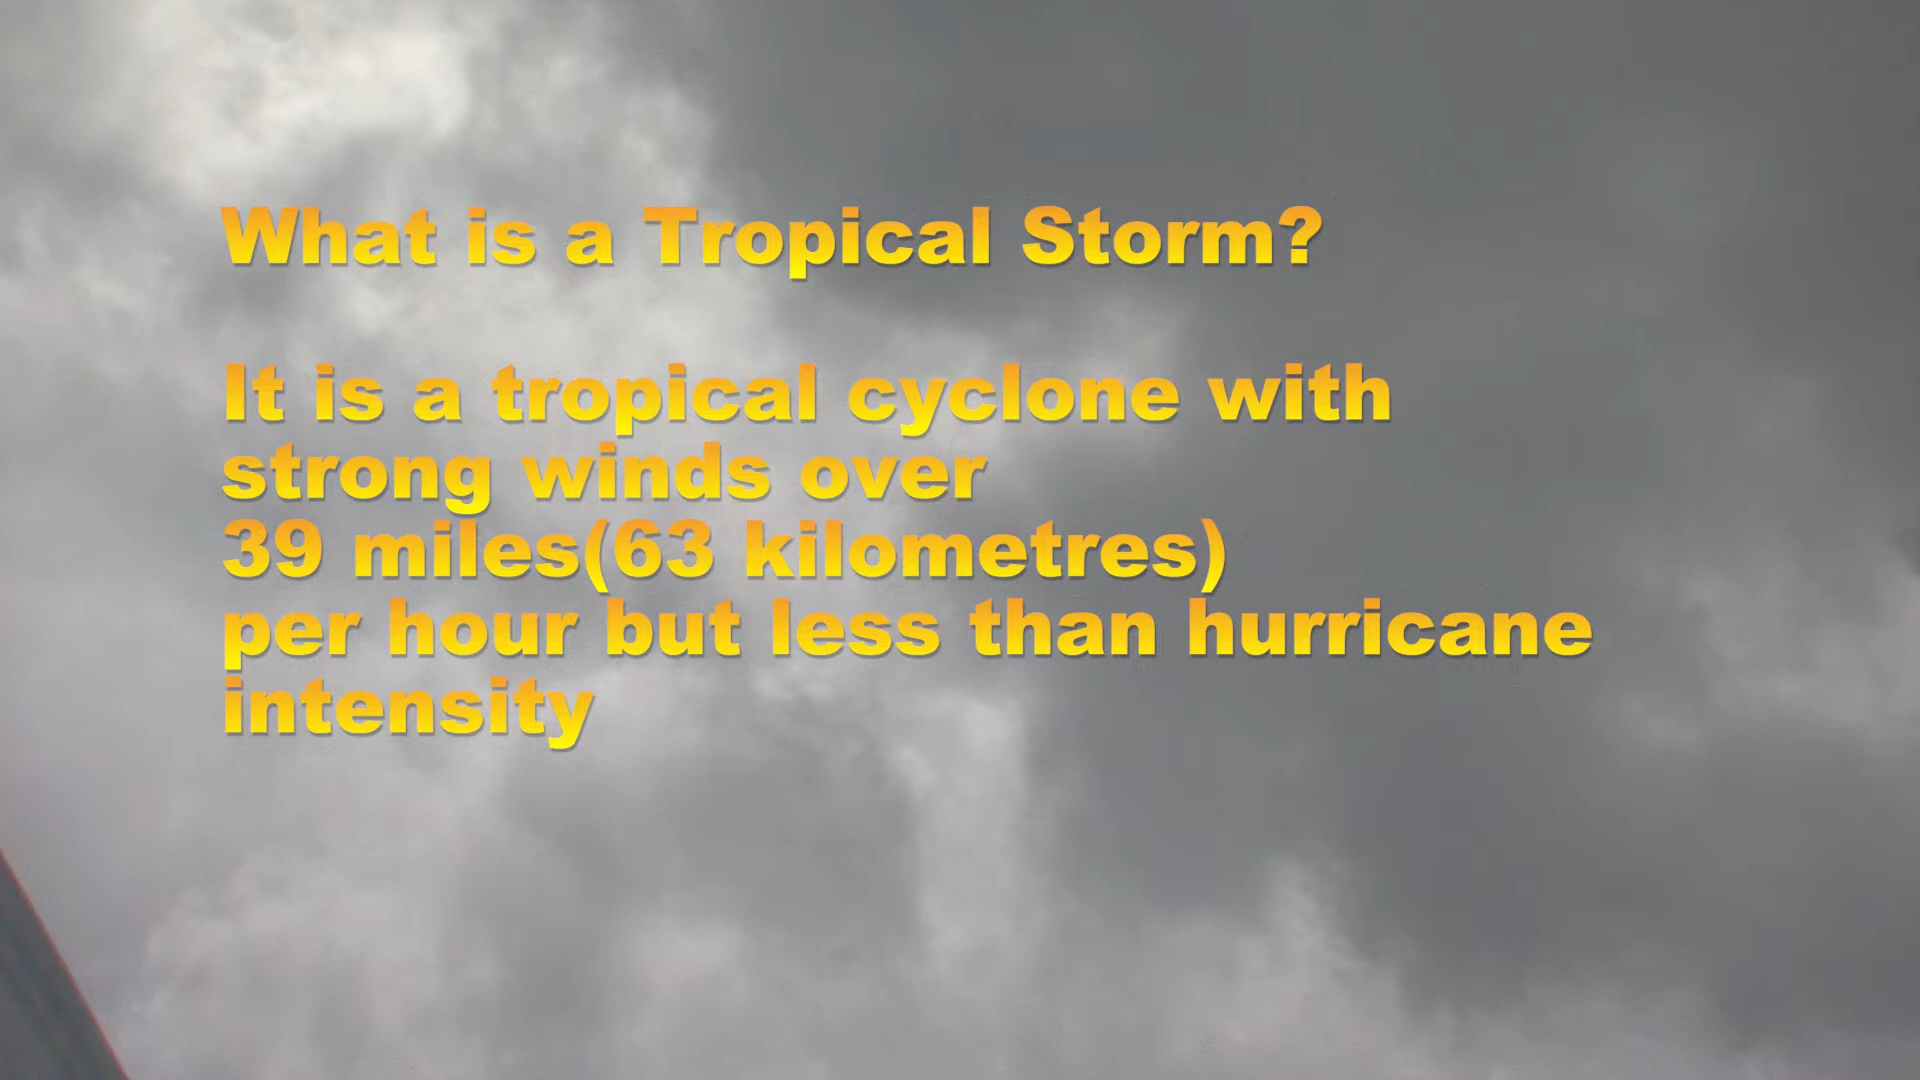 What is a Tropical Storm?
It is a tropical cyclone with
strong winds over
39 miles(63 kilometres)
per hour but less than hurricane
intensity